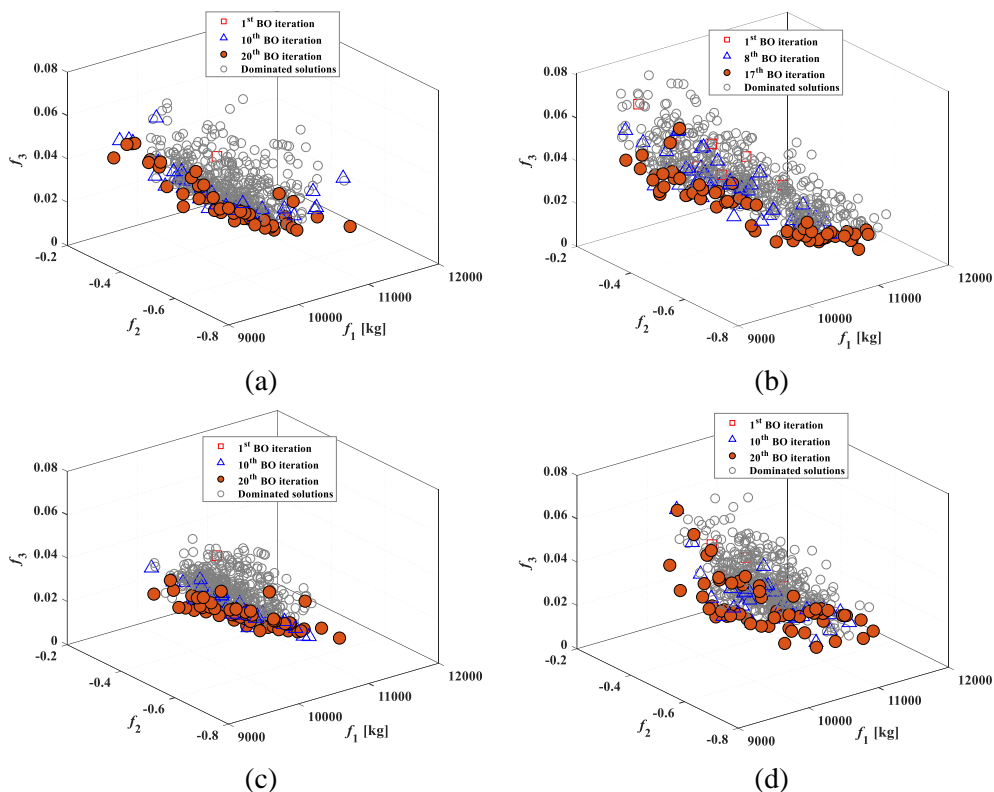 1st BO iteration
10th BO iteration
20th BO iteration
Dominated solutions
0.08
0.06
0.04
0.02
0
f3
-0.2
-0.4
-0.6
-0.8
f2
9000
10000
11000
12000
f1 [kg]
(a)
1st BO iteration
8th BO iteration
17th BO iteration
Dominated solutions
0.08
0.06
0.04
0.02
0
f3
-0.2
-0.4
-0.6
-0.8
f2
9000
10000
11000
12000
f1 [kg]
(b)
1st BO iteration
10th BO iteration
20th BO iteration
Dominated solutions
0.08
0.06
0.04
0.02
0
f3
-0.2
-0.4
-0.6
-0.8
f2
9000
10000
11000
12000
f1 [kg]
(c)
1st BO iteration
10th BO iteration
20th BO iteration
Dominated solutions
0.08
0.06
0.04
0.02
0
f3
-0.2
-0.4
-0.6
-0.8
f2
9000
10000
11000
12000
f1 [kg]
(d)